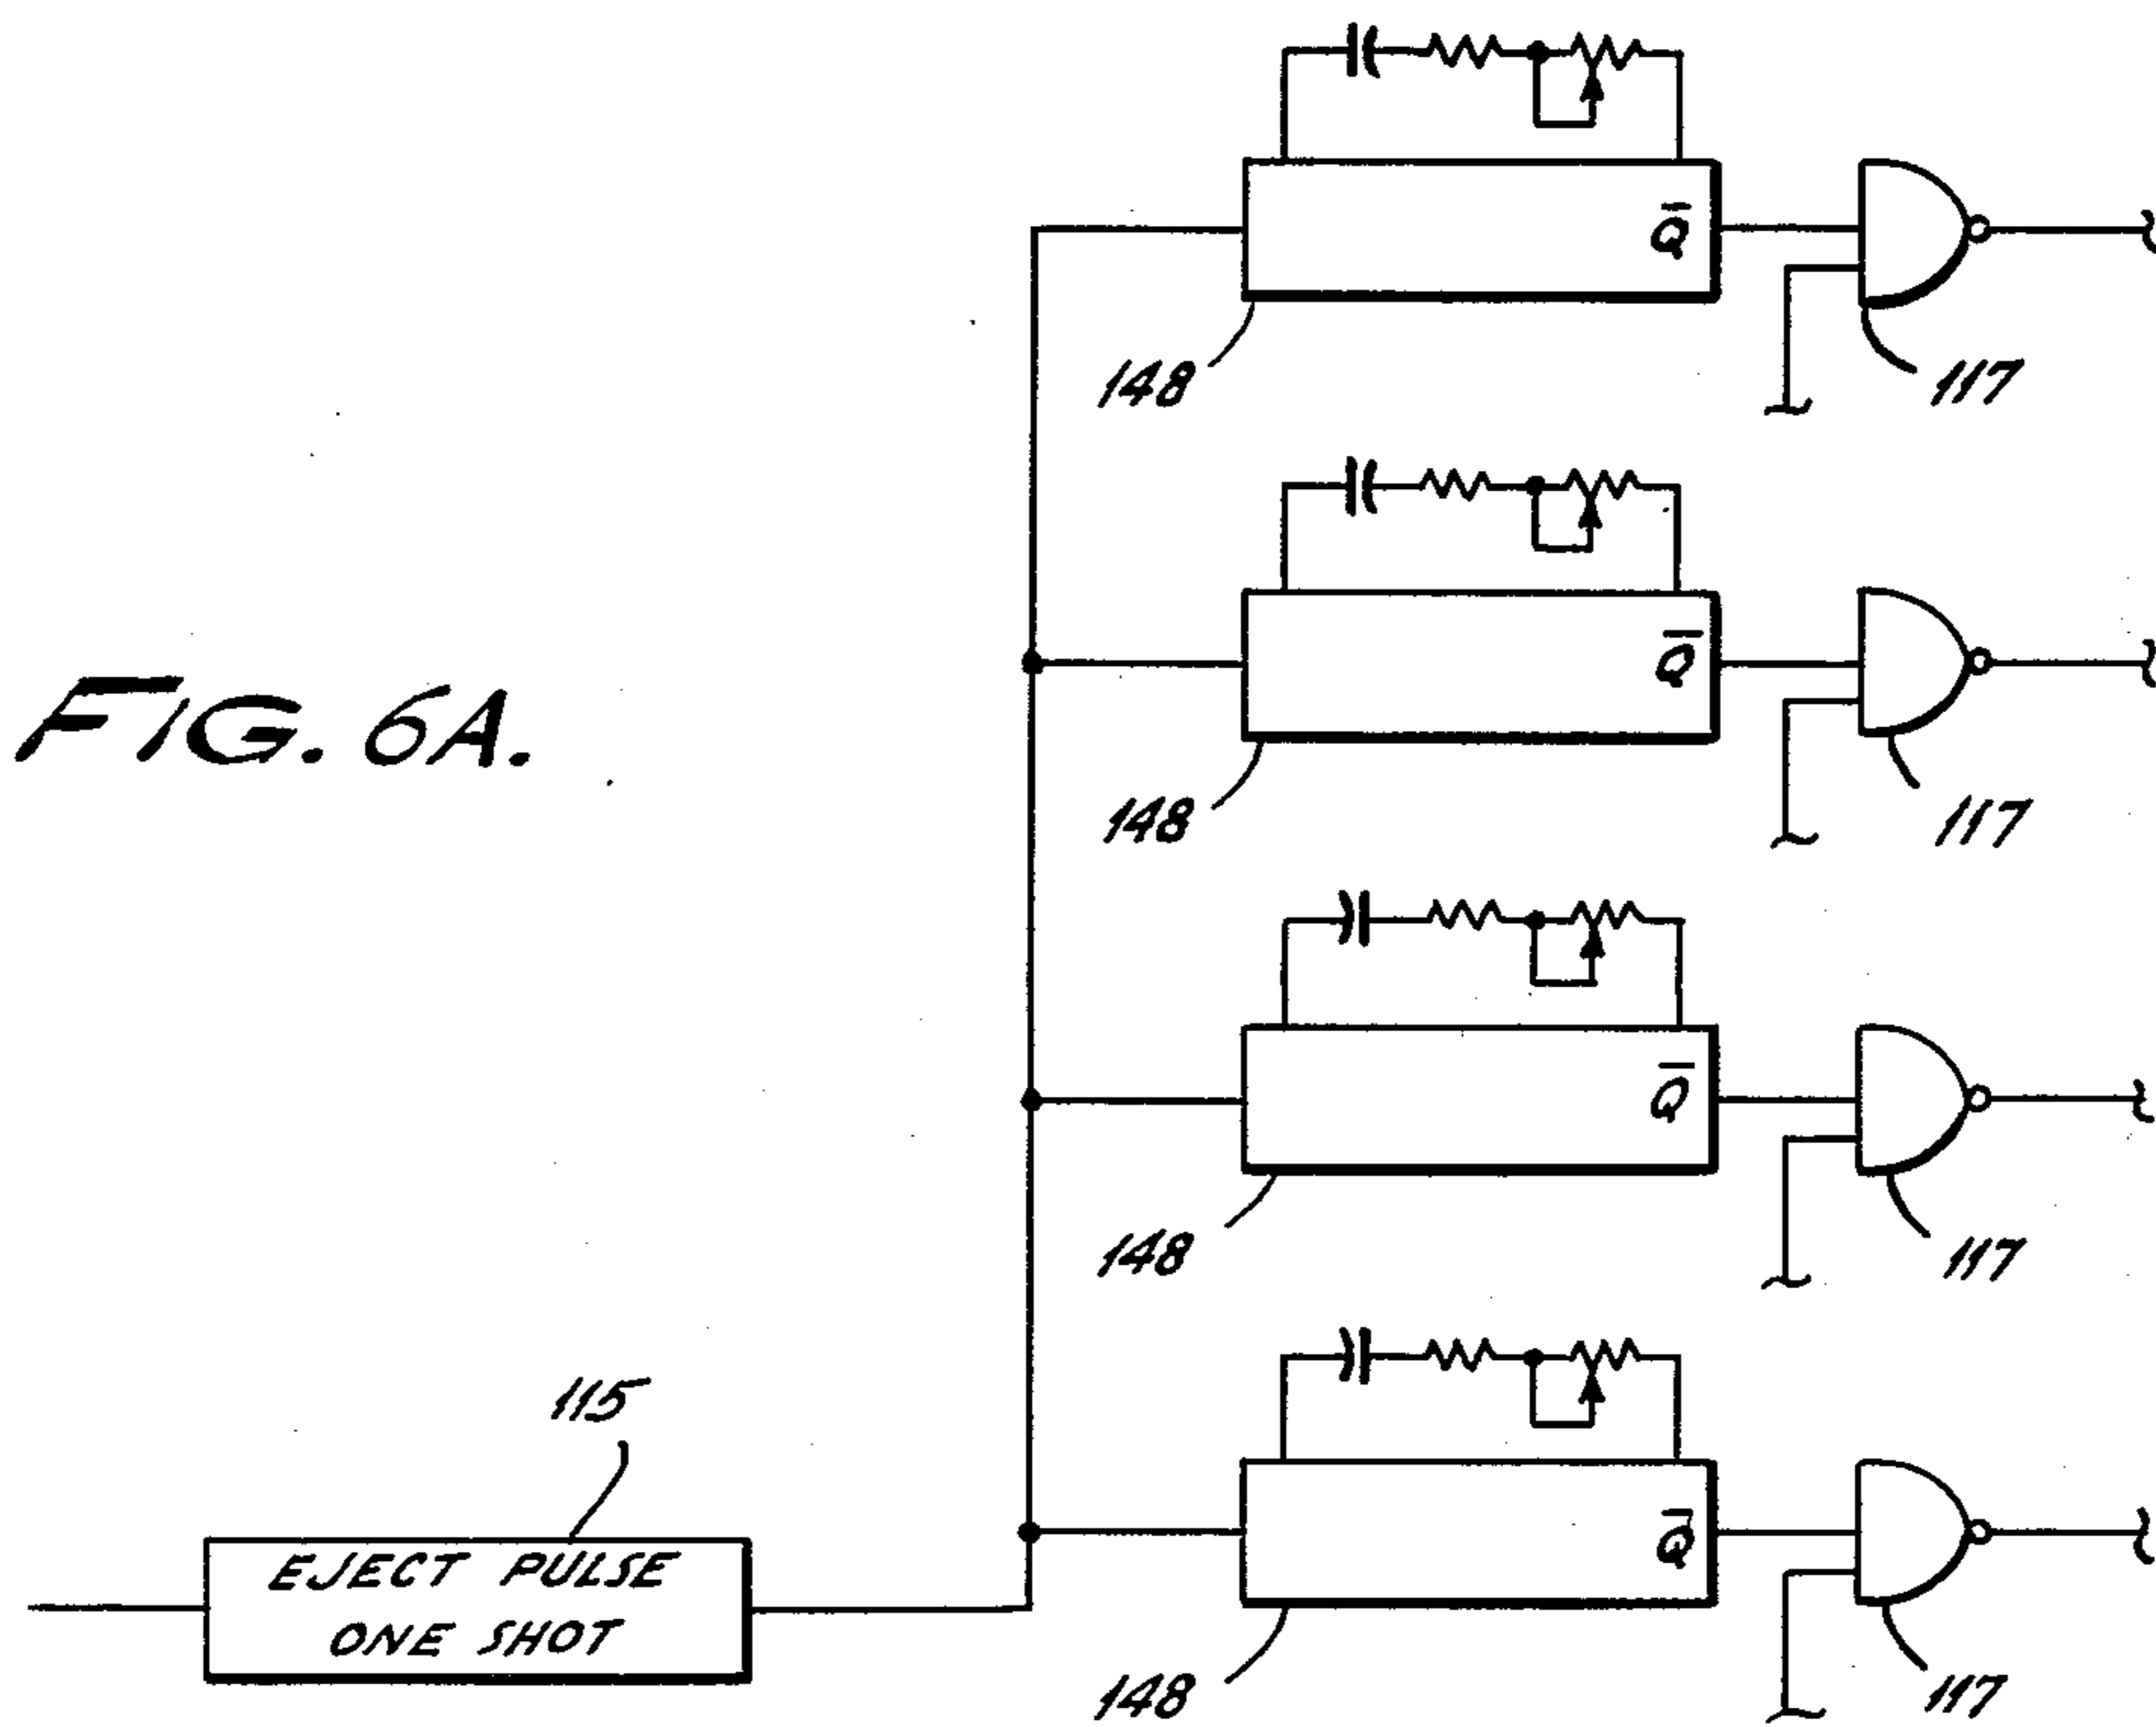 Q̅
148
117
Q̅
FIG. 6A.
148
117
Q̅
148
117
115
Q̅
EJECT PULSE
ONE SHOT
148
117